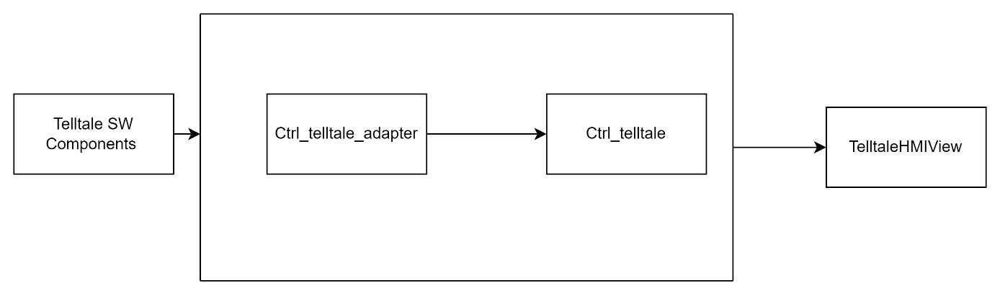 Telltale SW
Components
Ctrl_telltale_adapter
Ctrl_telltale
TelltaleHMIView